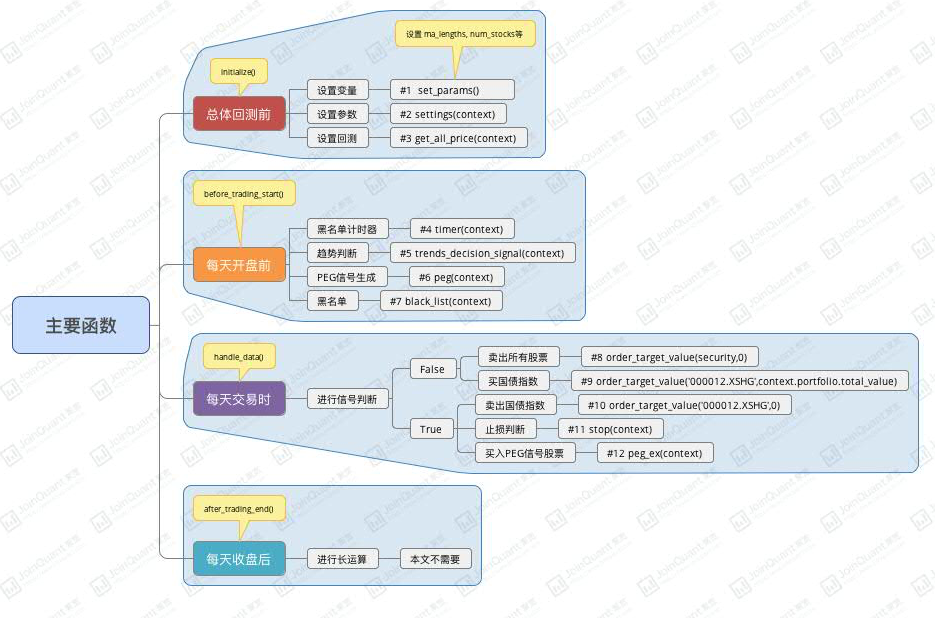 设置 ma_lengths, num_stocks等
initialize()
总体回测前
设置变量
#1 set_params()
设置参数
#2 settings(context)
设置回测
#3 get_all_price(context)
before_trading_start()
每天开盘前
黑名单计时器
#4 timer(context)
趋势判断
#5 trends_decision_signal(context)
PEG信号生成
#6 peg(context)
黑名单
#7 black_list(context)
主要函数
handle_data()
每天交易时
进行信号判断
False
卖出所有股票
#8 order_target_value(security,0)
买国债指数
#9 order_target_value('000012.XSHG',context.portfolio.total_value)
True
卖出国债指数
#10 order_target_value('000012.XSHG',0)
止损判断
#11 stop(context)
买入PEG信号股票
#12 peg_ex(context)
after_trading_end()
每天收盘后
进行长运算
本文不需要
JoinQuant 聚宽